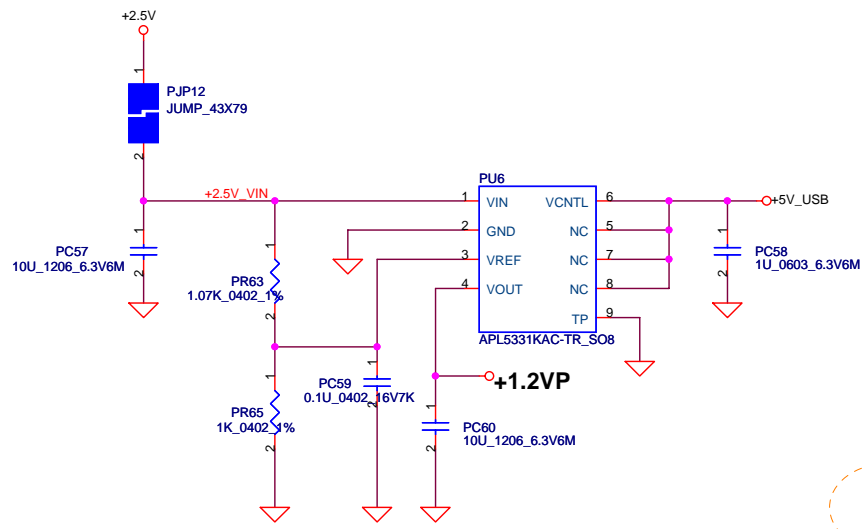 +2.5V
1
PJP12
JUMP_43X79
2
+2.5V_VIN
PU6
1 VIN VCNTL 6
+5V_USB
2 GND NC 5
3 VREF NC 7
4 VOUT NC 8
TP 9
APL5331KAC-TR_SO8
1
PC57
10U_1206_6.3V6M
2
1
PR63
1.07K_0402_1%
2
1
PC58
1U_0603_6.3V6M
2
1
PR65
1K_0402_1%
2
1
PC59
0.1U_0402_16V7K
2
+1.2VP
1
PC60
10U_1206_6.3V6M
2